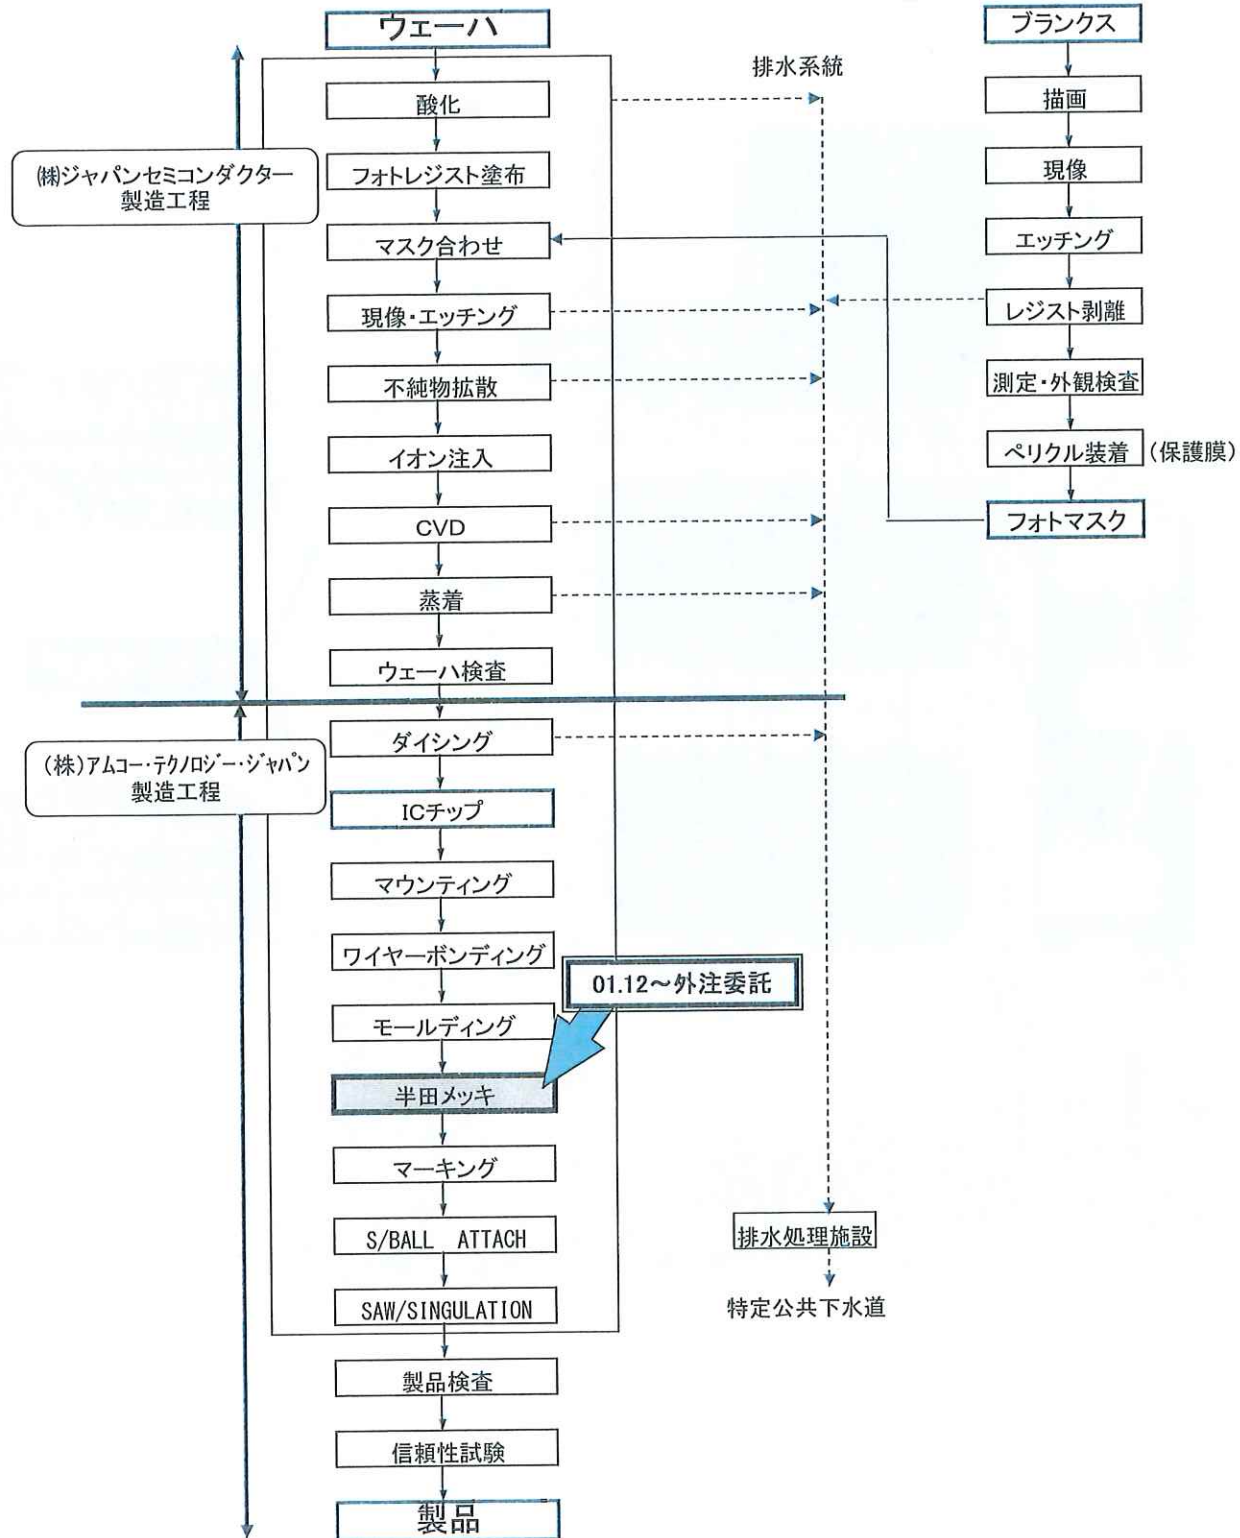 ウェーハ
酸化
フォトレジスト塗布
マスク合わせ
現像・エッチング
不純物拡散
イオン注入
CVD
蒸着
ウェーハ検査
ダイシング
ICチップ
マウンティング
ワイヤーボンディング
モールディング
半田メッキ
マーキング
S/BALL ATTACH
SAW/SINGULATION
製品検査
信頼性試験
製品
㈱ジャパンセミコンダクター
製造工程
(株)アムコー・テクノロジー・ジャパン
製造工程
01.12～外注委託
排水系統
排水処理施設
特定公共下水道
ブランクス
描画
現像
エッチング
レジスト剥離
測定・外観検査
ペリクル装着 (保護膜)
フォトマスク